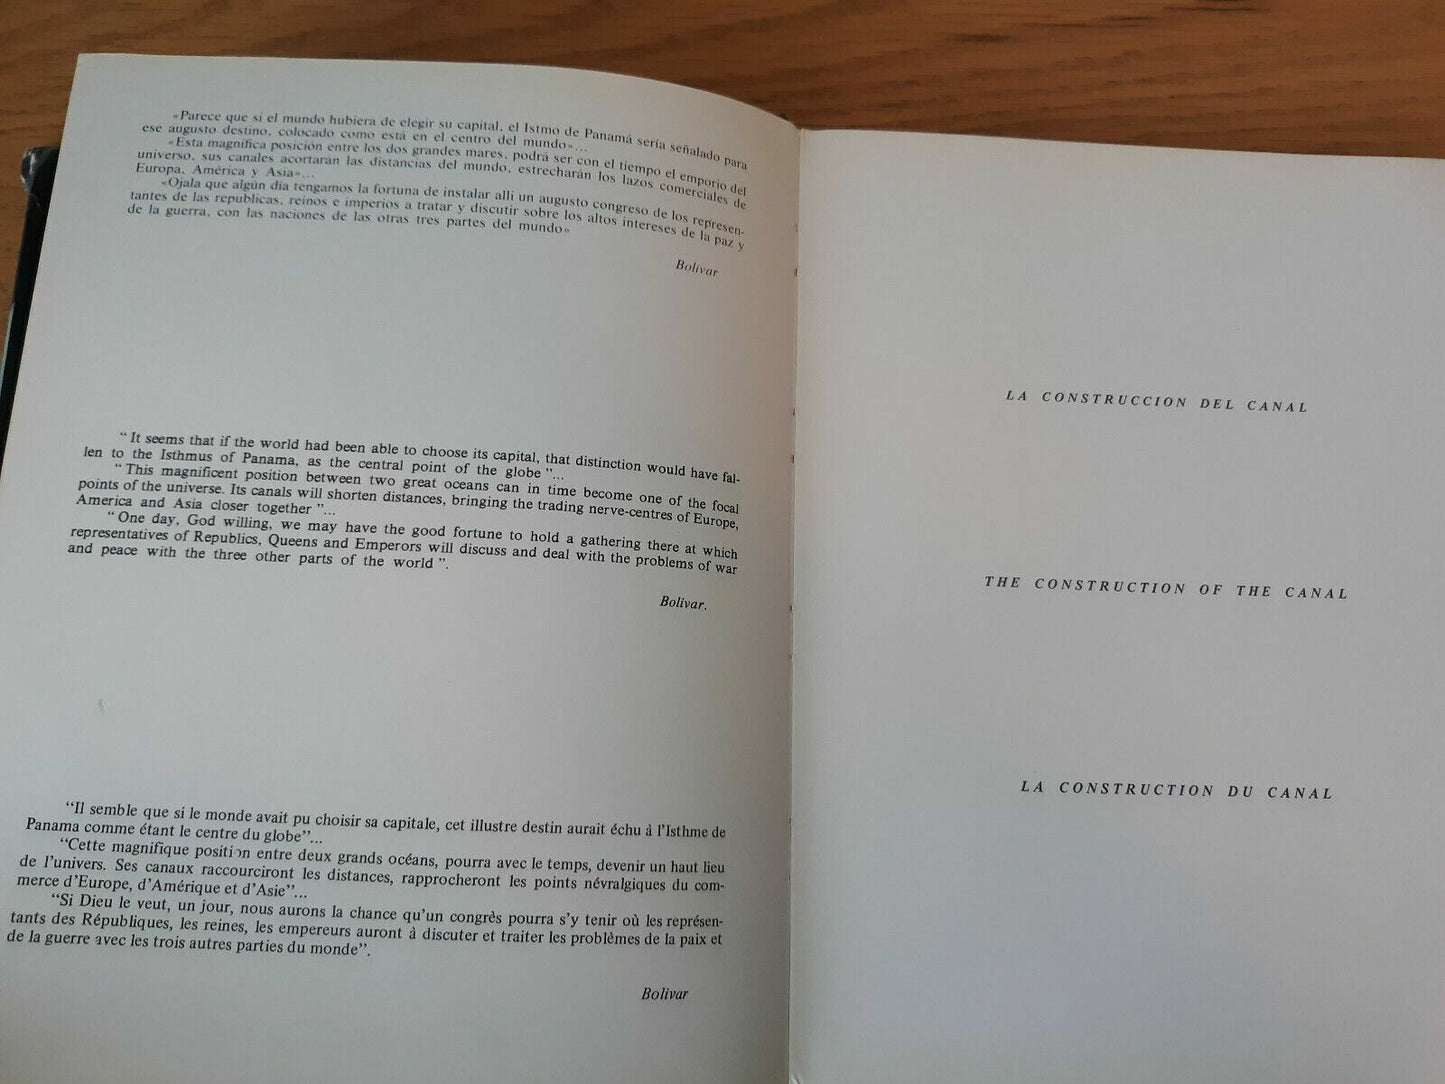 «Parece que si el mundo hubiera de elegir su capital, el Istmo de Panamá sería señalado para
ese augusto destino, colocado como está en el centro del mundo»...
«Esta magnífica posición entre los dos grandes mares, podrá ser con el tiempo el emporio del
universo, sus canales acortarán las distancias del mundo, estrecharán los lazos comerciales de
Europa, América y Asia»...
«Ojala que algún día tengamos la fortuna de instalar alli un augusto congreso de los represen-
tantes de las republicas, reinos e imperios a tratar y discutir sobre los altos intereses de la paz y
de la guerra, con las naciones de las otras tres partes del mundo»
Bolívar
“ It seems that if the world had been able to choose its capital, that distinction would have fal-
len to the Isthmus of Panama, as the central point of the globe ”...
“ This magnificent position between two great oceans can in time become one of the focal
points of the universe. Its canals will shorten distances, bringing the trading nerve-centres of Europe,
America and Asia closer together ”...
“ One day, God willing, we may have the good fortune to hold a gathering there at which
representatives of Republics, Queens and Emperors will discuss and deal with the problems of war
and peace with the three other parts of the world ”.
Bolivar.
“Il semble que si le monde avait pu choisir sa capitale, cet illustre destin aurait échu à l’Isthme de
Panama comme étant le centre du globe”...
“Cette magnifique position entre deux grands océans, pourra avec le temps, devenir un haut lieu
de l’univers. Ses canaux raccourciront les distances, rapprocheront les points névralgiques du com-
merce d’Europe, d’Amérique et d’Asie”...
“Si Dieu le veut, un jour, nous aurons la chance qu’un congrès pourra s’y tenir où les représen-
tants des Républiques, les reines, les empereurs auront à discuter et traiter les problèmes de la paix et
de la guerre avec les trois autres parties du monde”.
Bolivar
LA CONSTRUCCION DEL CANAL
THE CONSTRUCTION OF THE CANAL
LA CONSTRUCTION DU CANAL